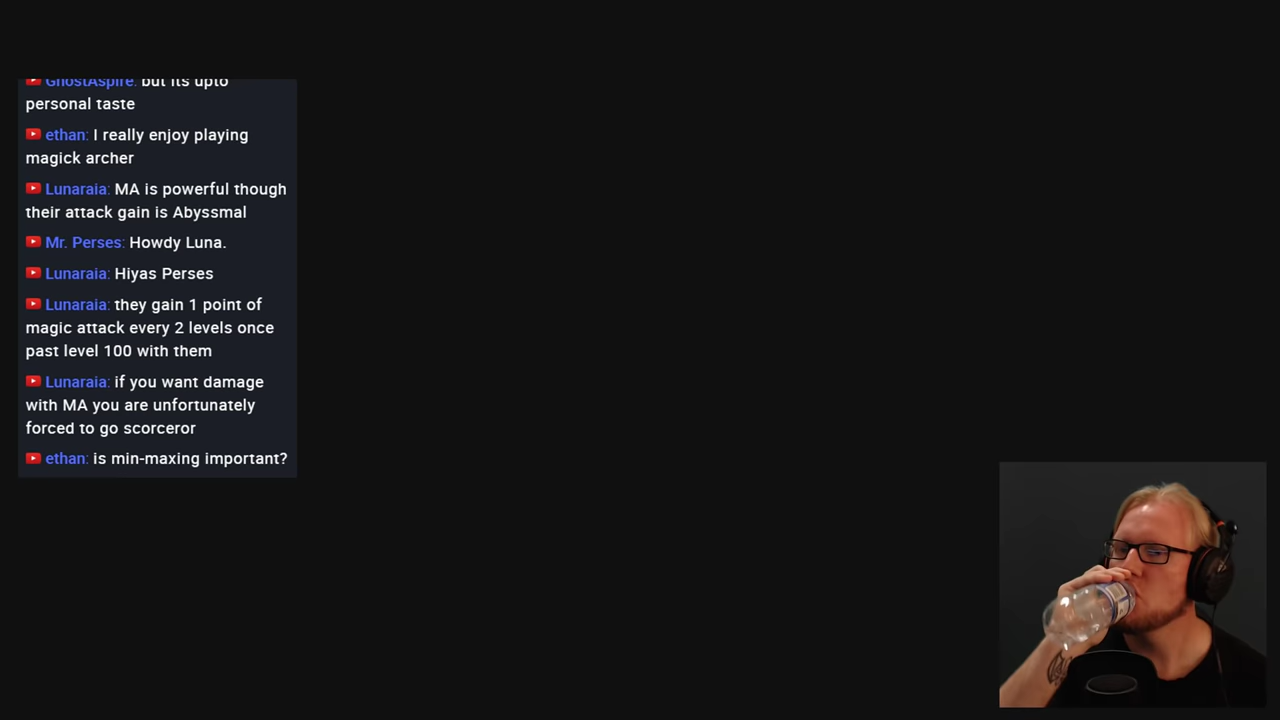 GhostAspire: but its upto
personal taste
ethan: I really enjoy playing
magick archer
Lunaraia: MA is powerful though
their attack gain is Abyssmal
Mr. Perses: Howdy Luna.
Lunaraia: Hiyas Perses
Lunaraia: they gain 1 point of
magic attack every 2 levels once
past level 100 with them
Lunaraia: if you want damage
with MA you are unfortunately
forced to go scorceror
ethan: is min-maxing important?